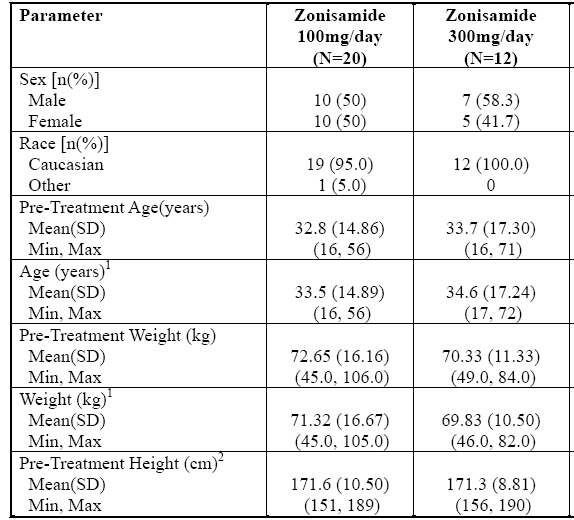 Parameter Zonisamide Zonisamide
100mg/day 300mg/day
(N=20) (N=12)
Sex [n(%)]
Male 10 (50) 7 (58.3)
Female 10 (50) 5 (41.7)
Race [n(%)]
Caucasian 19 (95.0) 12 (100.0)
Other 1 (5.0) 0
Pre-Treatment Age(years)
Mean(SD) 32.8 (14.86) 33.7 (17.30)
Min, Max (16, 56) (16, 71)
Age (years)¹
Mean(SD) 33.5 (14.89) 34.6 (17.24)
Min, Max (16, 56) (17, 72)
Pre-Treatment Weight (kg)
Mean(SD) 72.65 (16.16) 70.33 (11.33)
Min, Max (45.0, 106.0) (49.0, 84.0)
Weight (kg)¹
Mean(SD) 71.32 (16.67) 69.83 (10.50)
Min, Max (45.0, 105.0) (46.0, 82.0)
Pre-Treatment Height (cm)²
Mean(SD) 171.6 (10.50) 171.3 (8.81)
Min, Max (151, 189) (156, 190)